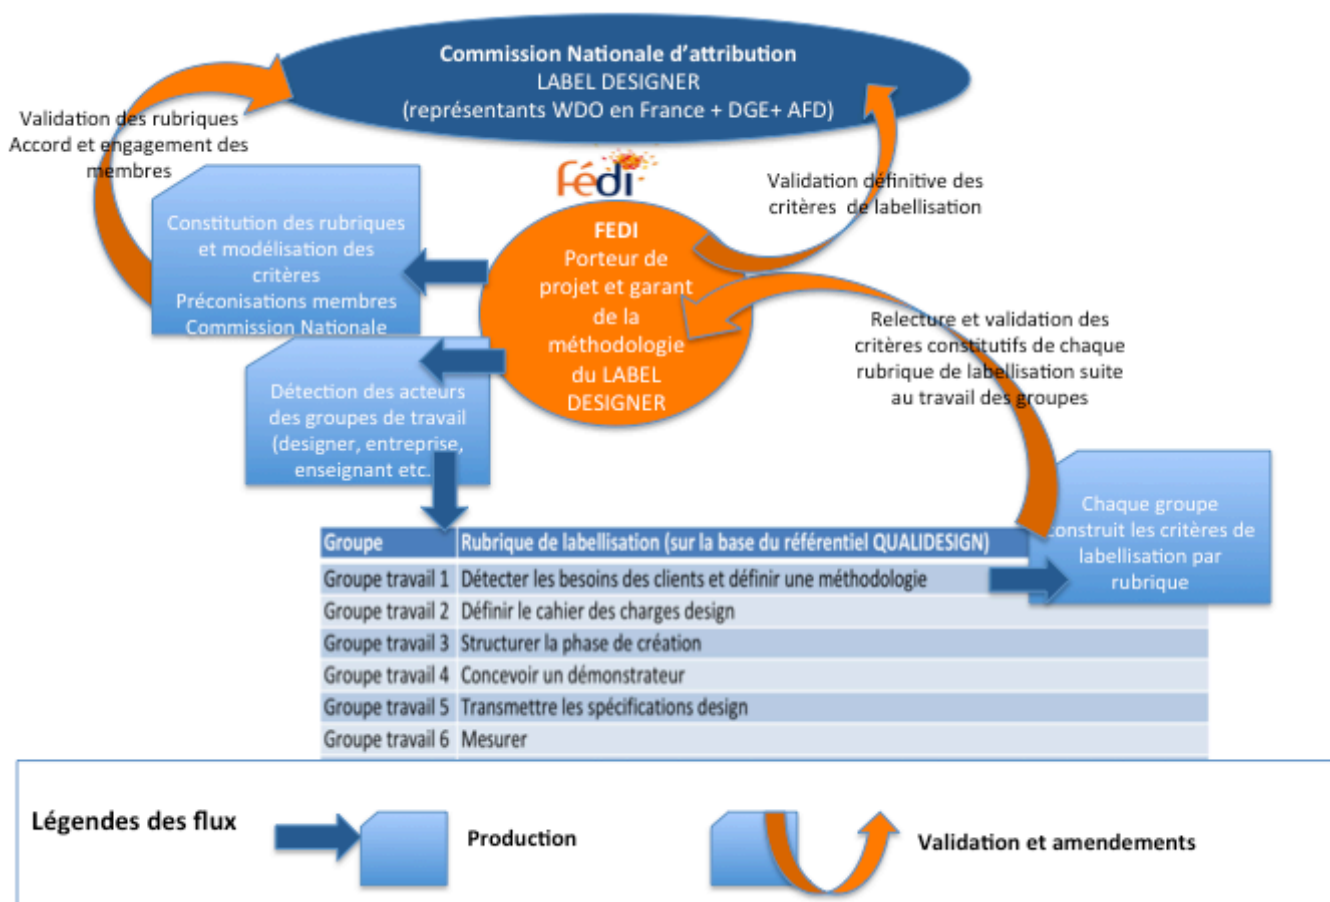 Commission Nationale d'attribution
LABEL DESIGNER
(représentants WDO en France + DGE+ AFD)
Validation des rubriques
Accord et engagement des
membres
fédi
Validation définitive des
critères de labellisation
Constitution des rubriques
et modélisation des
critères
Préconisations membres
Commission Nationale
FEDI
Porteur de
projet et garant
de la
méthodologie
du LABEL
DESIGNER
Relecture et validation des
critères constitutifs de chaque
rubrique de labellisation suite
au travail des groupes
Détection des acteurs
des groupes de travail
(designer, entreprise,
enseignant etc.
Chaque groupe
construit les critères de
labellisation par
rubrique
Groupe Rubrique de labellisation (sur la base du référentiel QUALIDESIGN)
Groupe travail 1 Détecter les besoins des clients et définir une méthodologie
Groupe travail 2 Définir le cahier des charges design
Groupe travail 3 Structurer la phase de création
Groupe travail 4 Concevoir un démonstrateur
Groupe travail 5 Transmettre les spécifications design
Groupe travail 6 Mesurer
Légendes des flux
Production
Validation et amendements